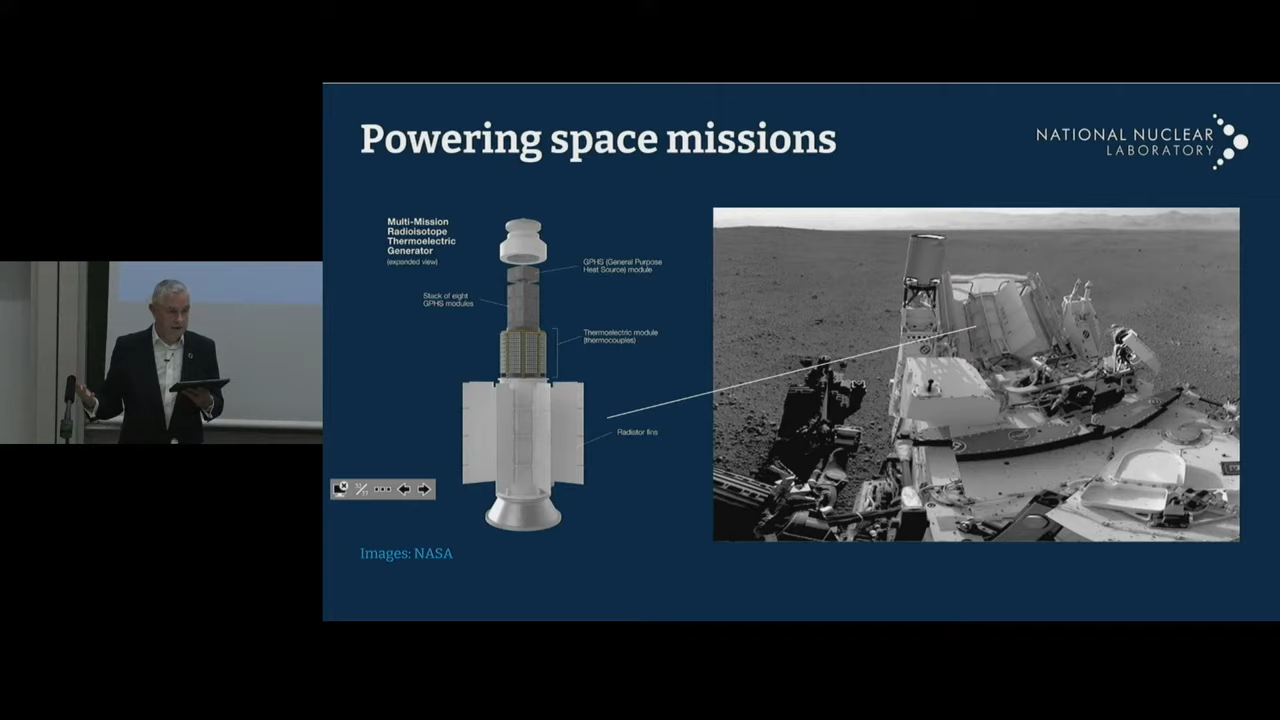 Powering space missions
NATIONAL NUCLEAR
LABORATORY
Multi-Mission
Radioisotope
Thermoelectric
Generator
(expanded view)
GPHS (General Purpose
Heat Source) module
Stack of eight
GPHS modules
Thermoelectric module
(thermocouples)
Radiator fins
Images: NASA